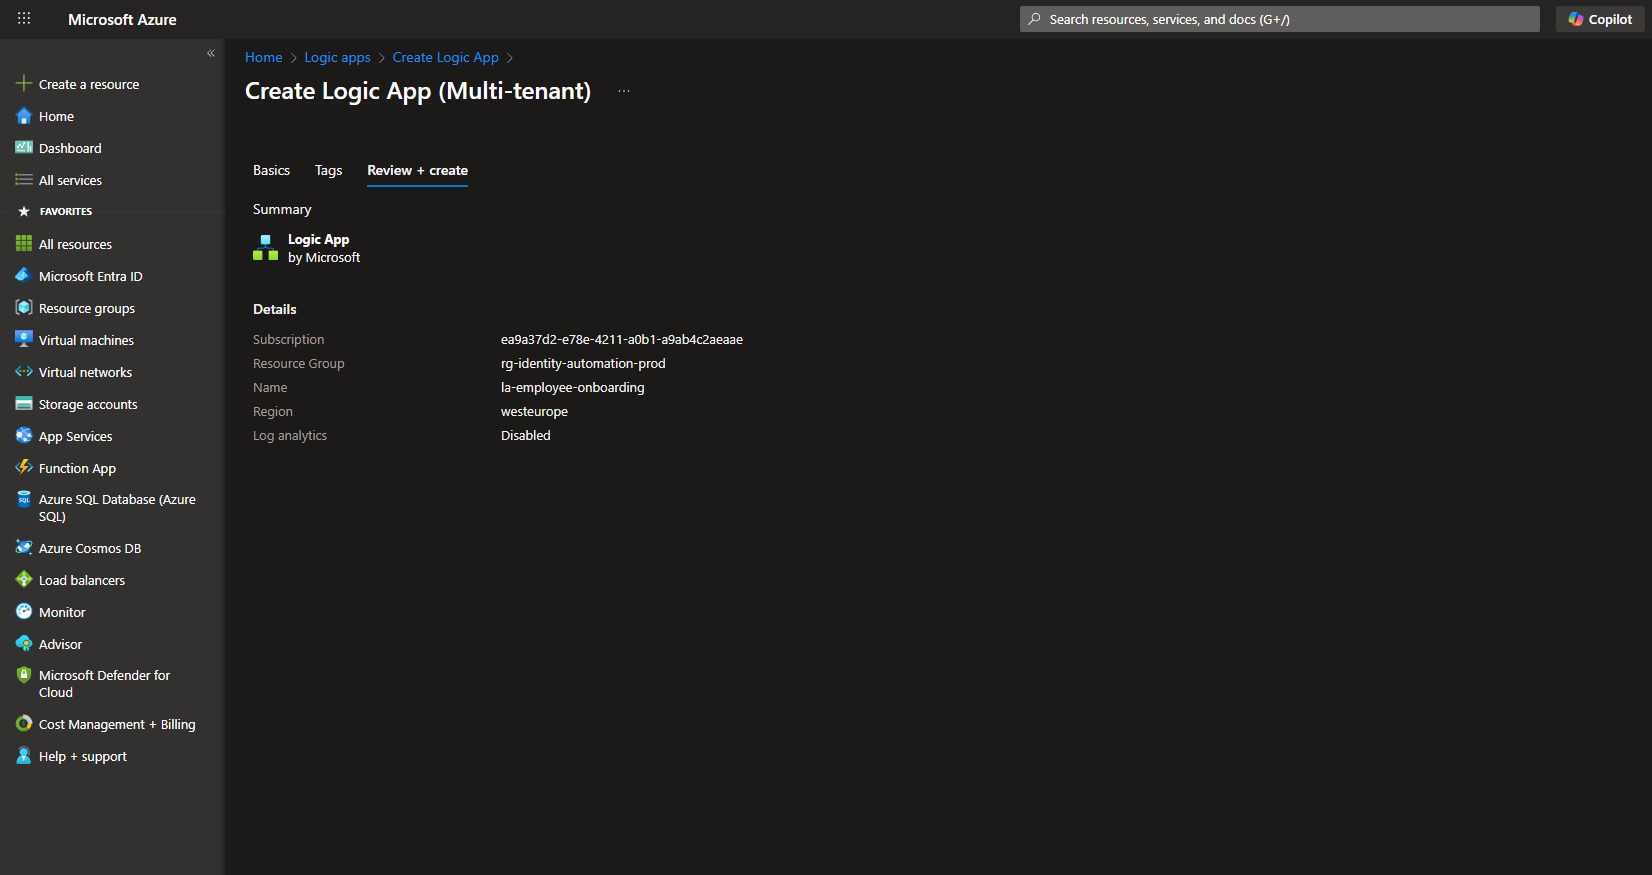 Microsoft Azure
Search resources, services, and docs (G+/)
Copilot
Create a resource
Home
Dashboard
All services
FAVORITES
All resources
Microsoft Entra ID
Resource groups
Virtual machines
Virtual networks
Storage accounts
App Services
Function App
Azure SQL Database (Azure
SQL)
Azure Cosmos DB
Load balancers
Monitor
Advisor
Microsoft Defender for
Cloud
Cost Management + Billing
Help + support
Home > Logic apps > Create Logic App >
Create Logic App (Multi-tenant) ...
Basics Tags Review + create
Summary
Logic App
by Microsoft
Details
Subscription ea9a37d2-e78e-4211-a0b1-a9ab4c2aeaae
Resource Group rg-identity-automation-prod
Name la-employee-onboarding
Region westeurope
Log analytics Disabled